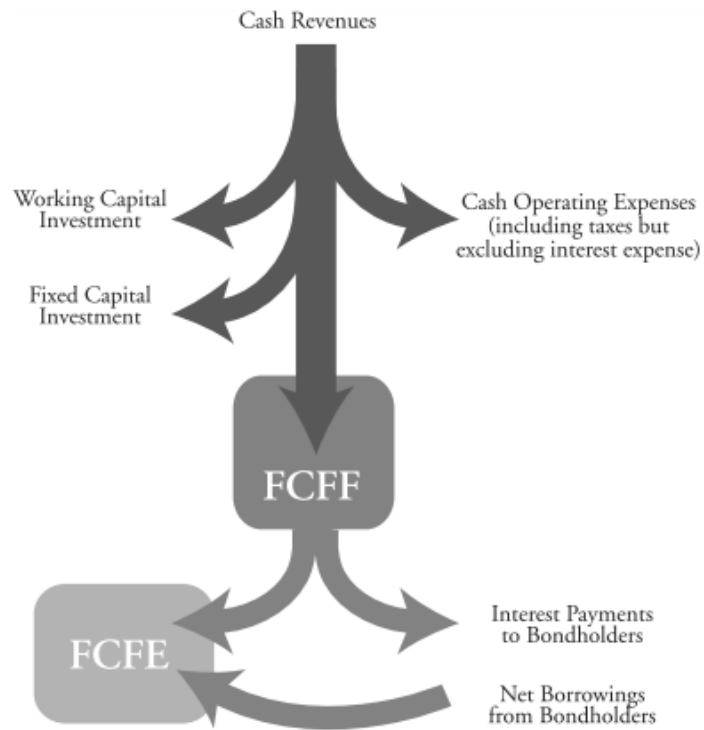 Cash Revenues
Working Capital
Investment
Cash Operating Expenses
(including taxes but
excluding interest expense)
Fixed Capital
Investment
FCFF
FCFE
Interest Payments
to Bondholders
Net Borrowings
from Bondholders